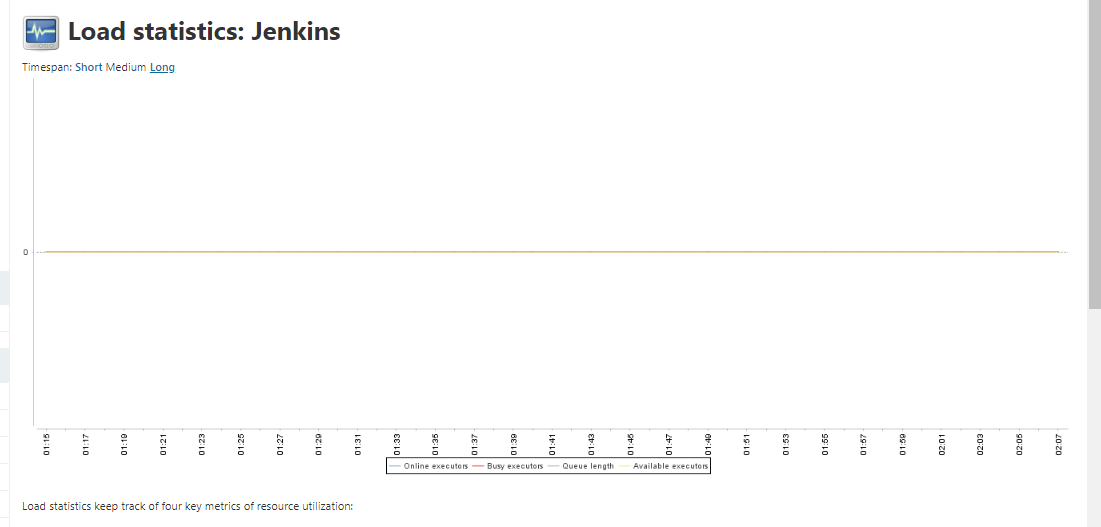 Load statistics: Jenkins
Timespan: Short Medium Long
0
01:15 01:17 01:19 01:21 01:23 01:25 01:27 01:29 01:31 01:33 01:35 01:37 01:39 01:41 01:43 01:45 01:47 01:49 01:51 01:53 01:55 01:57 01:59 02:01 02:03 02:05 02:07
Online executors Busy executors Queue length Available executors
Load statistics keep track of four key metrics of resource utilization: